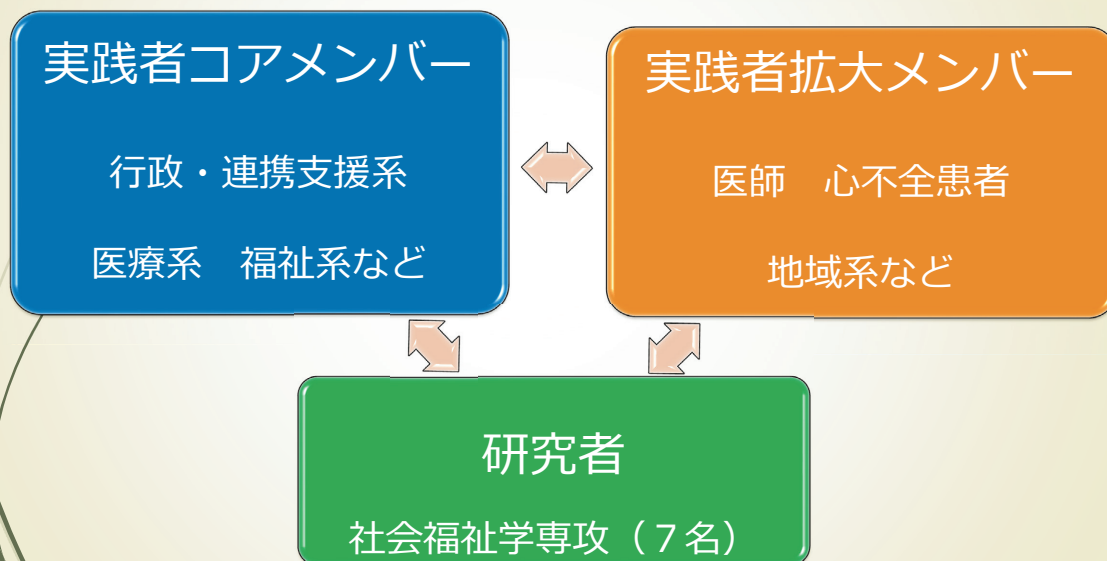 実践者コアメンバー
行政・連携支援系
医療系　福祉系など
実践者拡大メンバー
医師　心不全患者
地域系など
研究者
社会福祉学専攻（７名）